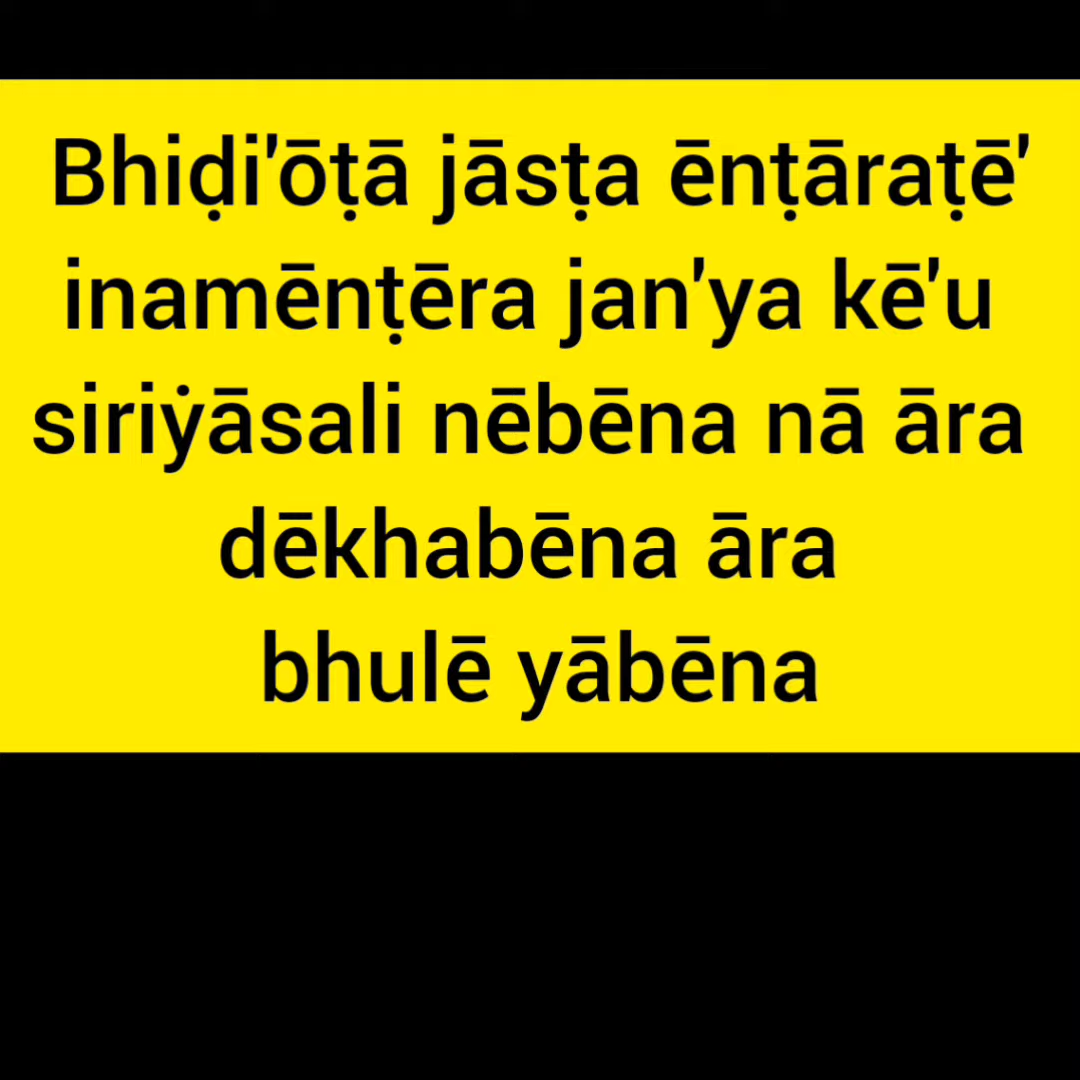 Bhiḍi'ōṭā jāsṭa ēnṭāraṭē'
inamēnṭēra jan'ya kē'u
siriẏāsali nēbēna nā āra
dēkhabēna āra
bhulē yābēna